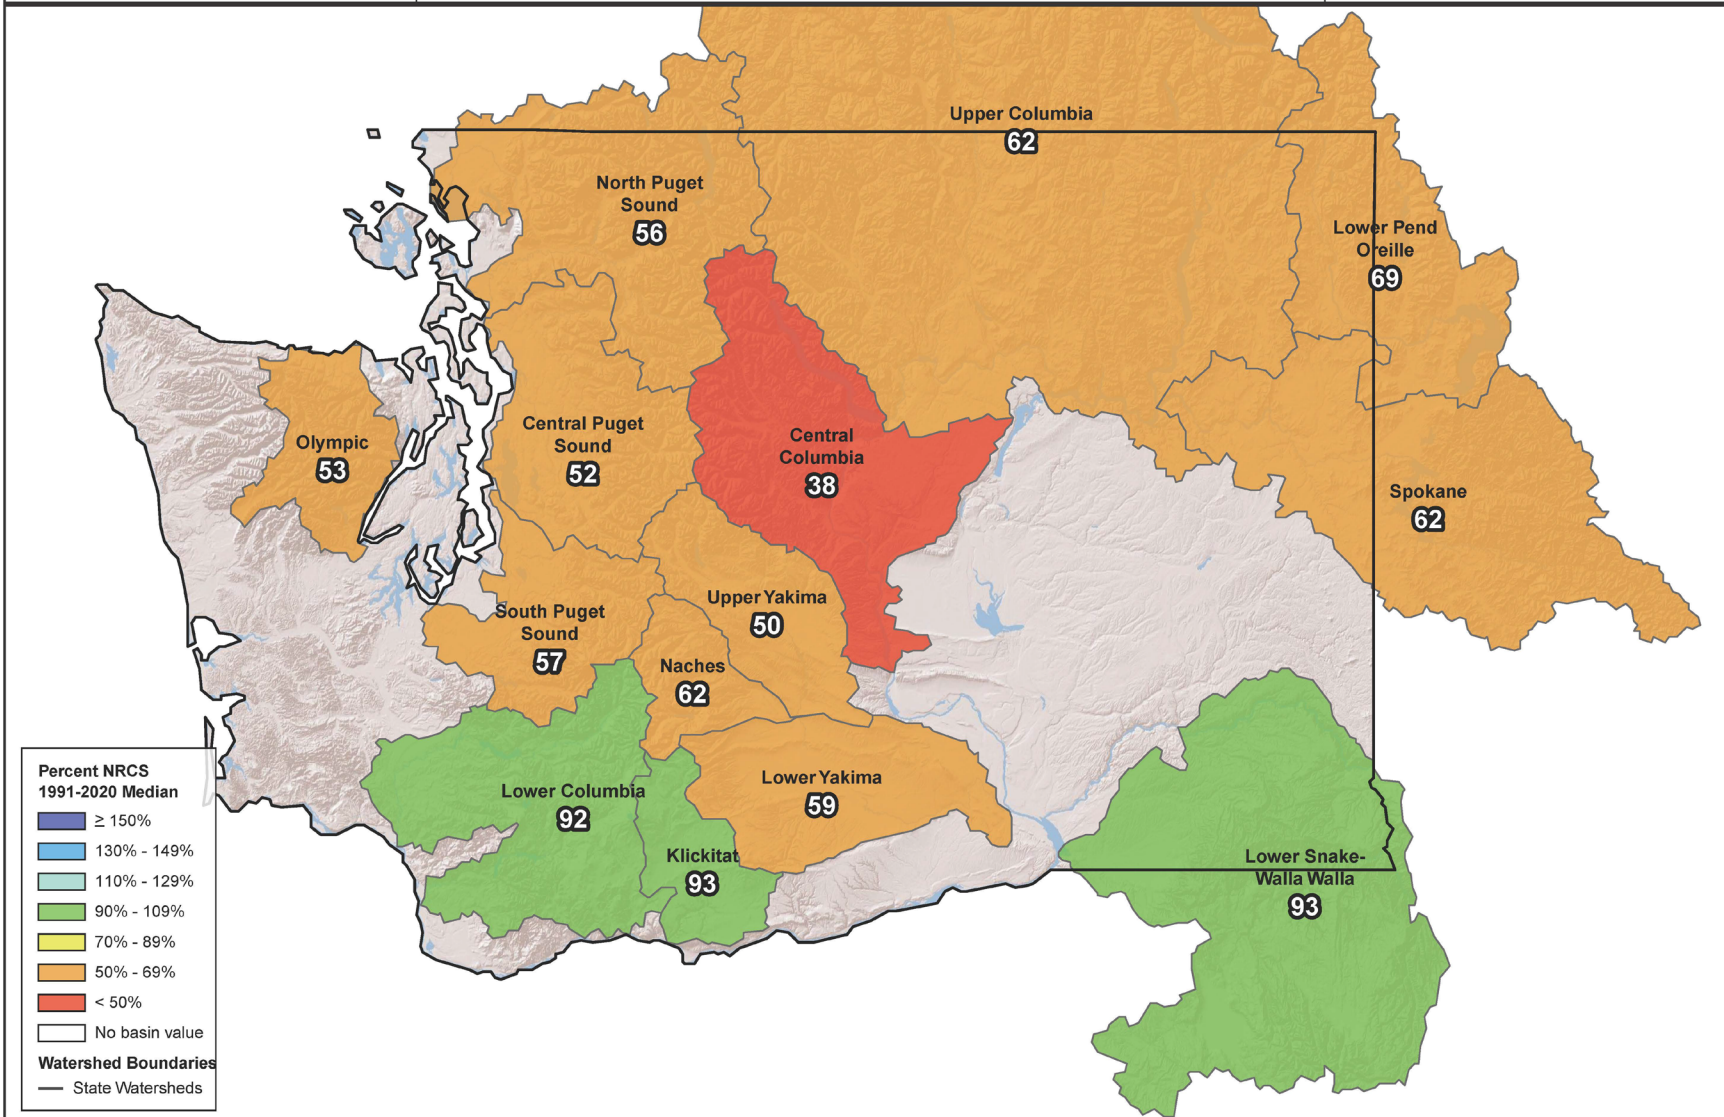 Upper Columbia
62
North Puget
Sound
56
Lower Pend
Oreille
69
Olympic
53
Central Puget
Sound
52
Central
Columbia
38
Spokane
62
South Puget
Sound
57
Upper Yakima
50
Naches
62
Lower Yakima
59
Lower Columbia
92
Klickitat
93
Lower Snake-
Walla Walla
93
Percent NRCS
1991-2020 Median
≥ 150%
130% - 149%
110% - 129%
90% - 109%
70% - 89%
50% - 69%
< 50%
No basin value
Watershed Boundaries
State Watersheds